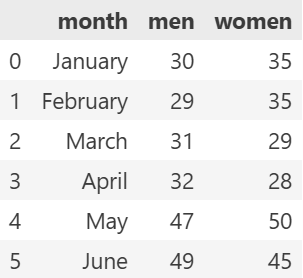 month men women
0 January 30 35
1 February 29 35
2 March 31 29
3 April 32 28
4 May 47 50
5 June 49 45